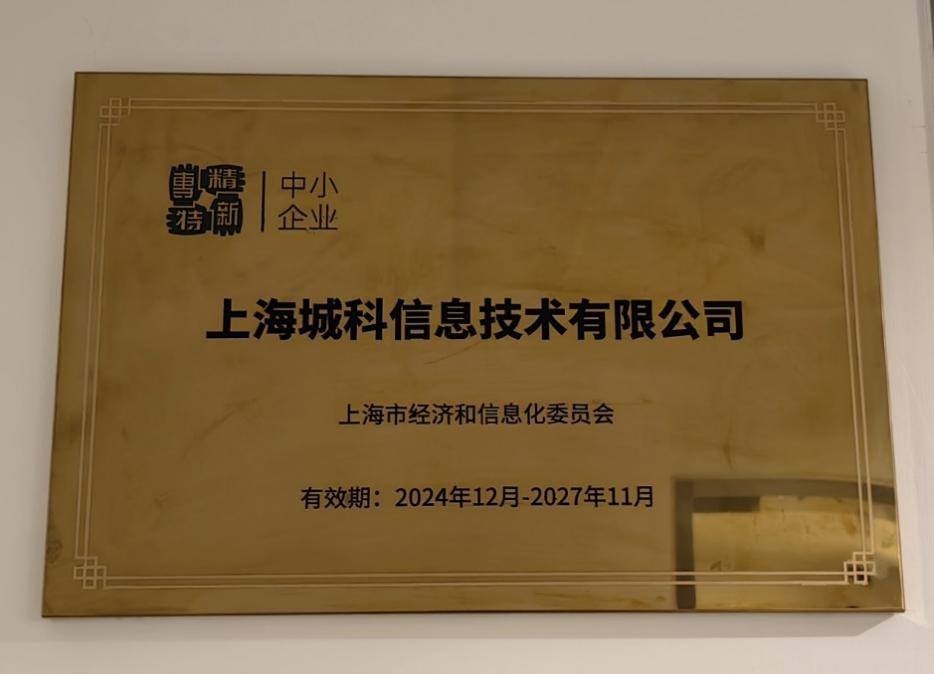 專精特新
中小
企业
上海城科信息技术有限公司
上海市经济和信息化委员会
有效期：2024年12月-2027年11月